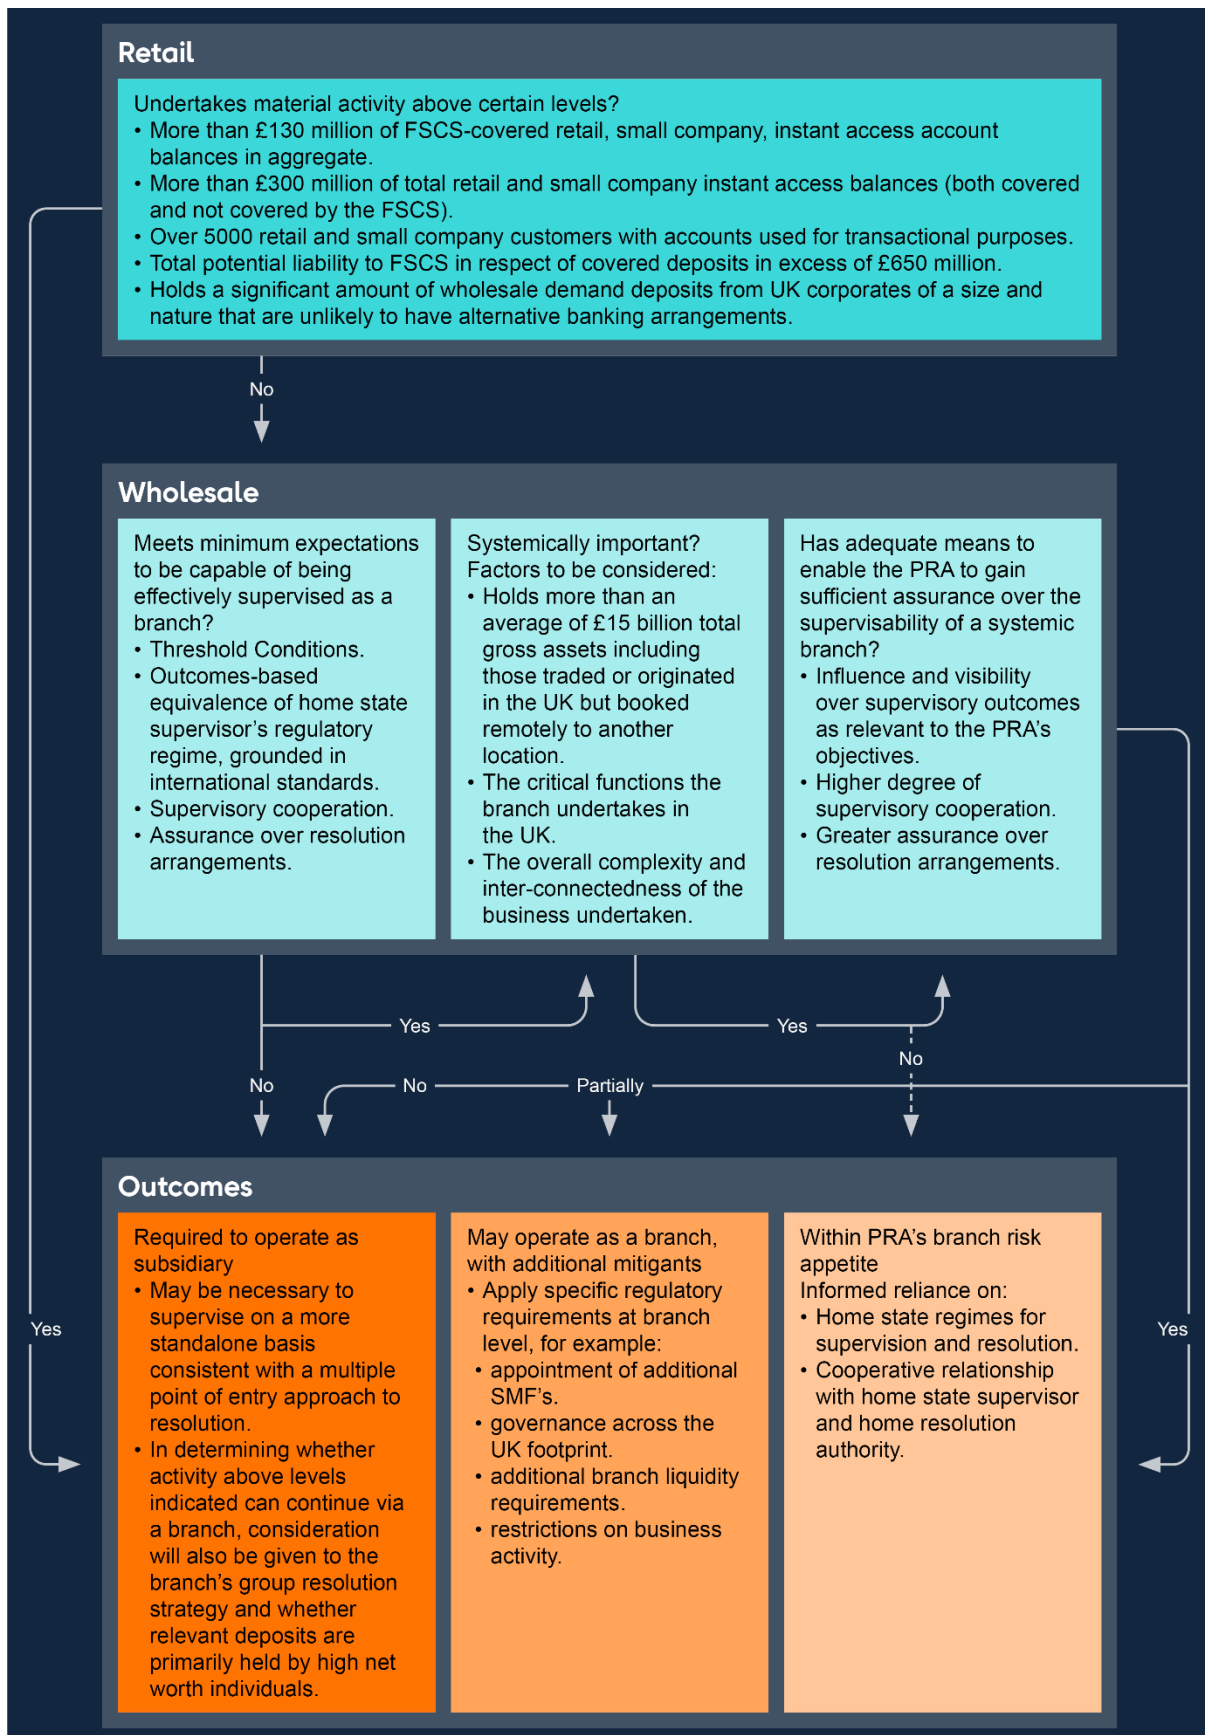 Retail
Undertakes material activity above certain levels?
• More than £130 million of FSCS-covered retail, small company, instant access account
balances in aggregate.
• More than £300 million of total retail and small company instant access balances (both covered
and not covered by the FSCS).
• Over 5000 retail and small company customers with accounts used for transactional purposes.
• Total potential liability to FSCS in respect of covered deposits in excess of £650 million.
• Holds a significant amount of wholesale demand deposits from UK corporates of a size and
nature that are unlikely to have alternative banking arrangements.
No
Wholesale
Meets minimum expectations
to be capable of being
effectively supervised as a
branch?
• Threshold Conditions.
• Outcomes-based
equivalence of home state
supervisor’s regulatory
regime, grounded in
international standards.
• Supervisory cooperation.
• Assurance over resolution
arrangements.
Systemically important?
Factors to be considered:
• Holds more than an
average of £15 billion total
gross assets including
those traded or originated
in the UK but booked
remotely to another
location.
• The critical functions the
branch undertakes in
the UK.
• The overall complexity and
inter-connectedness of the
business undertaken.
Has adequate means to
enable the PRA to gain
sufficient assurance over the
supervisability of a systemic
branch?
• Influence and visibility
over supervisory outcomes
as relevant to the PRA’s
objectives.
• Higher degree of
supervisory cooperation.
• Greater assurance over
resolution arrangements.
Yes
Yes
No
No
No
Partially
Outcomes
Required to operate as
subsidiary
• May be necessary to
supervise on a more
standalone basis
consistent with a multiple
point of entry approach to
resolution.
• In determining whether
activity above levels
indicated can continue via
a branch, consideration
will also be given to the
branch’s group resolution
strategy and whether
relevant deposits are
primarily held by high net
worth individuals.
May operate as a branch,
with additional mitigants
• Apply specific regulatory
requirements at branch
level, for example:
• appointment of additional
SMF’s.
• governance across the
UK footprint.
• additional branch liquidity
requirements.
• restrictions on business
activity.
Within PRA’s branch risk
appetite
Informed reliance on:
• Home state regimes for
supervision and resolution.
• Cooperative relationship
with home state supervisor
and home resolution
authority.
Yes
Yes